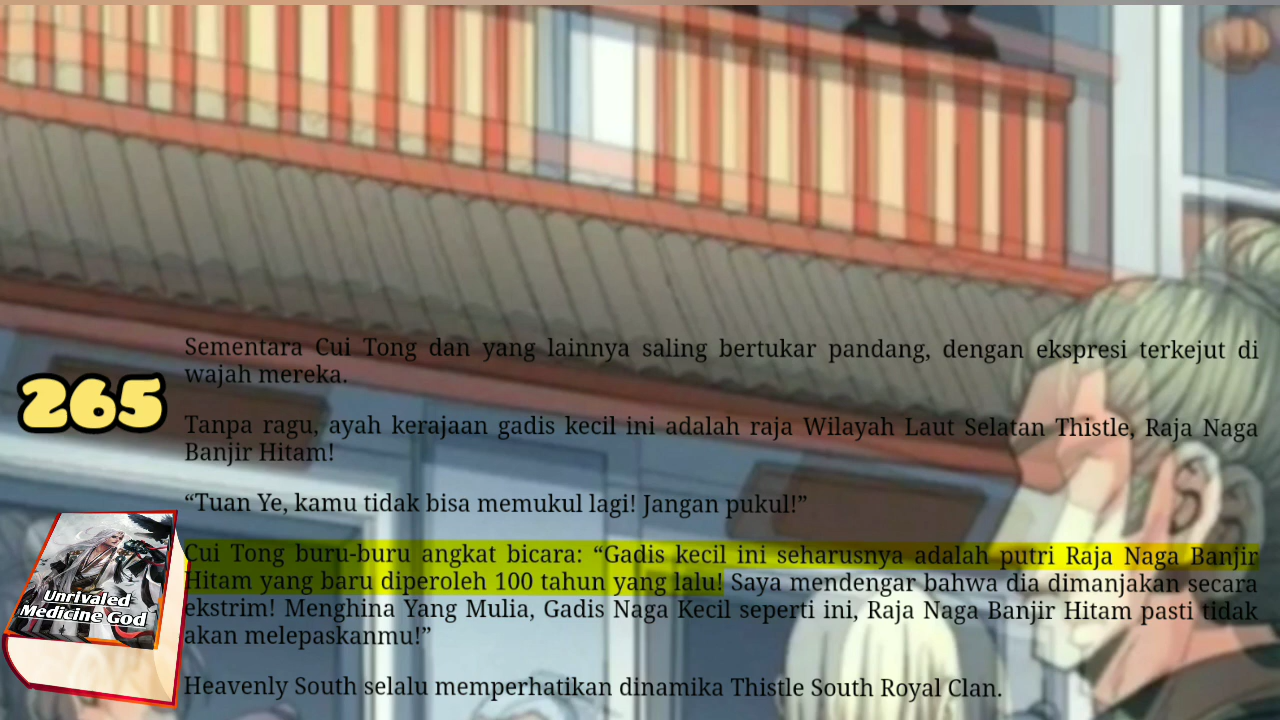 Sementara Cui Tong dan yang lainnya saling bertukar pandang, dengan ekspresi terkejut di
wajah mereka.
265
Tanpa ragu, ayah kerajaan gadis kecil ini adalah raja Wilayah Laut Selatan Thistle, Raja Naga
Banjir Hitam!
“Tuan Ye, kamu tidak bisa memukul lagi! Jangan pukul!”
Cui Tong buru-buru angkat bicara: “Gadis kecil ini seharusnya adalah putri Raja Naga Banjir
Hitam yang baru diperoleh 100 tahun yang lalu! Saya mendengar bahwa dia dimanjakan secara
ekstrim! Menghina Yang Mulia, Gadis Naga Kecil seperti ini, Raja Naga Banjir Hitam pasti tidak
akan melepaskanmu!”
Unrivaled
Medicine God
Heavenly South selalu memperhatikan dinamika Thistle South Royal Clan.